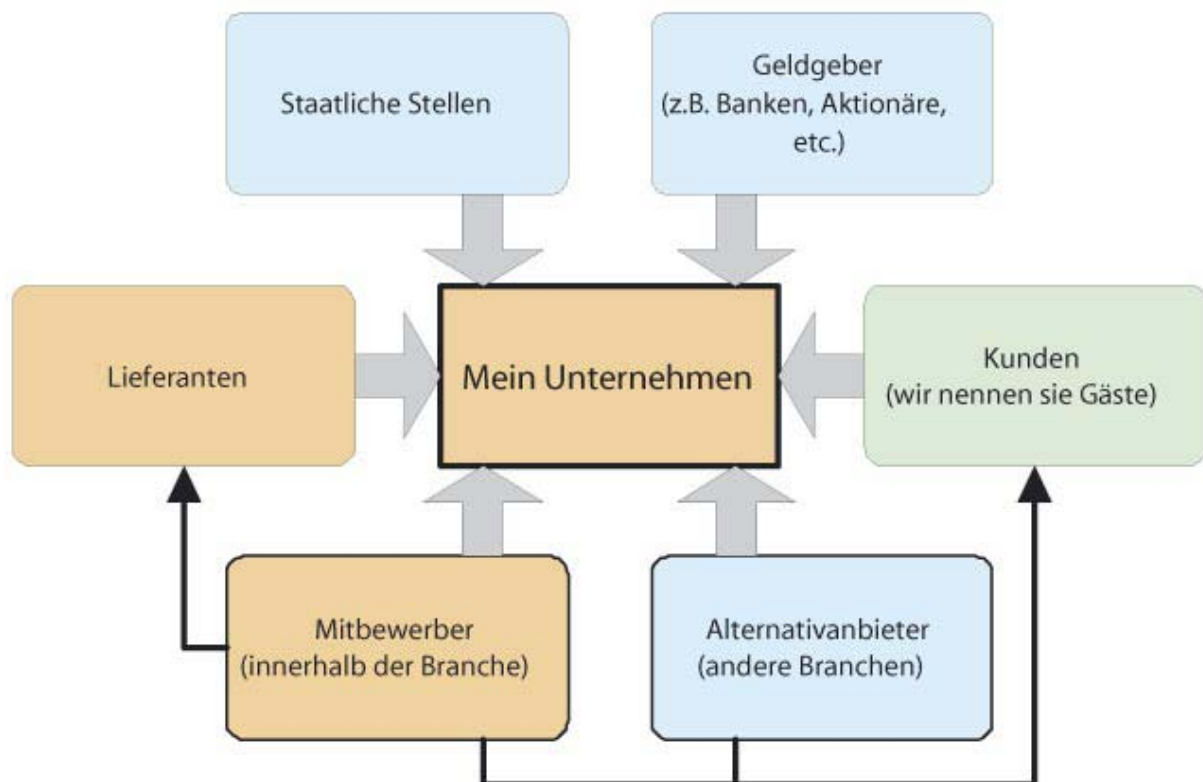 Staatliche Stellen
Geldgeber
(z.B. Banken, Aktionäre,
etc.)
Lieferanten
Mein Unternehmen
Kunden
(wir nennen sie Gäste)
Mitbewerber
(innerhalb der Branche)
Alternativanbieter
(andere Branchen)